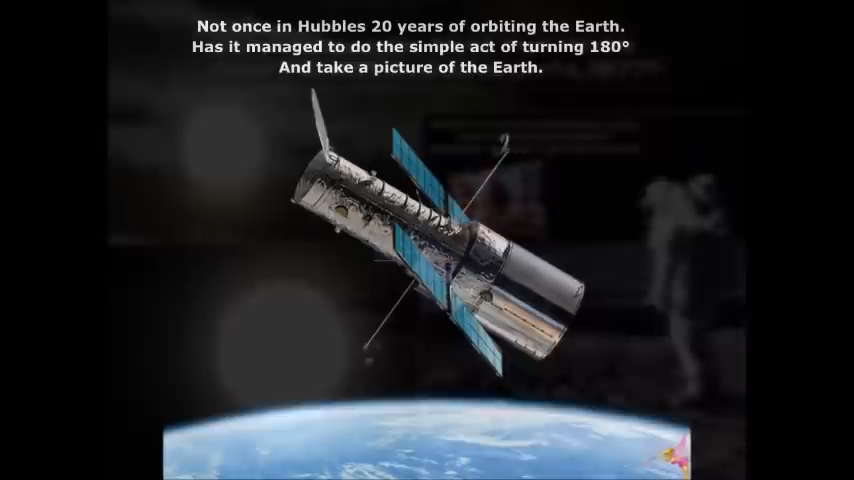 Not once in Hubbles 20 years of orbiting the Earth.
Has it managed to do the simple act of turning 180°
And take a picture of the Earth.